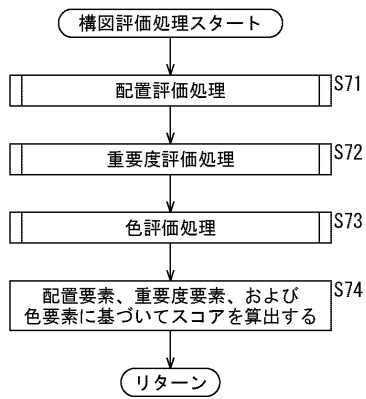 構図評価処理スタート
配置評価処理
S71
重要度評価処理
S72
色評価処理
S73
配置要素、重要度要素、および
色要素に基づいてスコアを算出する
S74
リターン